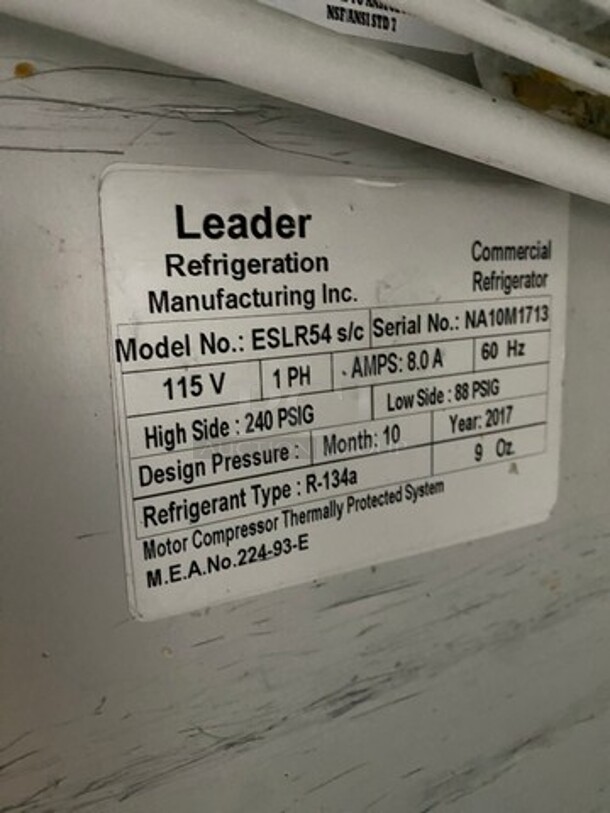 NSF/ANSI STD 7
Leader
Refrigeration
Manufacturing Inc.
Commercial
Refrigerator
Model No.: ESLR54 s/c Serial No.: NA10M1713
115 V 1 PH AMPS: 8.0 A 60 Hz
High Side : 240 PSIG Low Side : 88 PSIG
Design Pressure : Month: 10 Year: 2017
Refrigerant Type : R-134a 9 Oz.
Motor Compressor Thermally Protected System
M.E.A.No.224-93-E